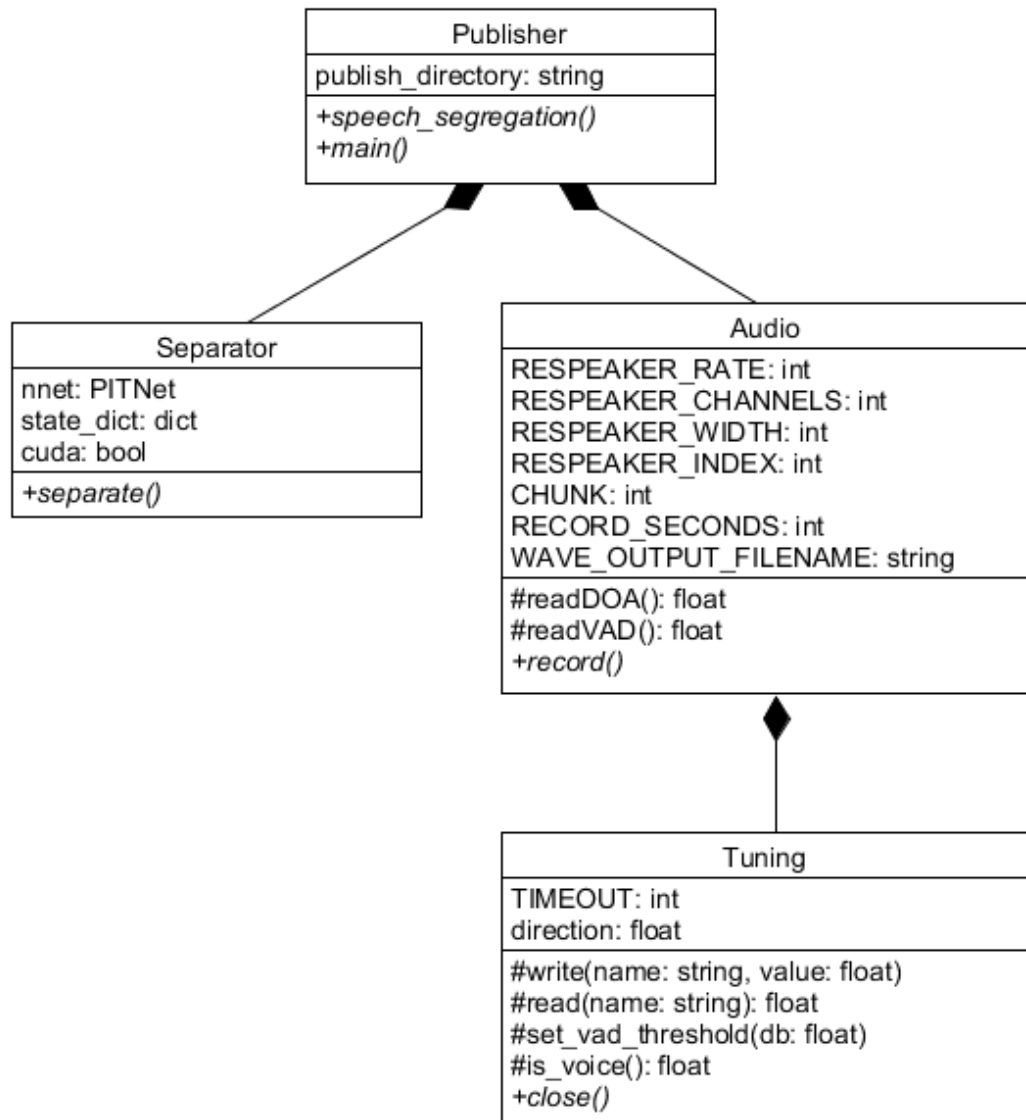 Publisher
publish_directory: string
+speech_segregation()
+main()
Separator
nnet: PITNet
state_dict: dict
cuda: bool
+separate()
Audio
RESPEAKER_RATE: int
RESPEAKER_CHANNELS: int
RESPEAKER_WIDTH: int
RESPEAKER_INDEX: int
CHUNK: int
RECORD_SECONDS: int
WAVE_OUTPUT_FILENAME: string
#readDOA(): float
#readVAD(): float
+record()
Tuning
TIMEOUT: int
direction: float
#write(name: string, value: float)
#read(name: string): float
#set_vad_threshold(db: float)
#is_voice(): float
+close()